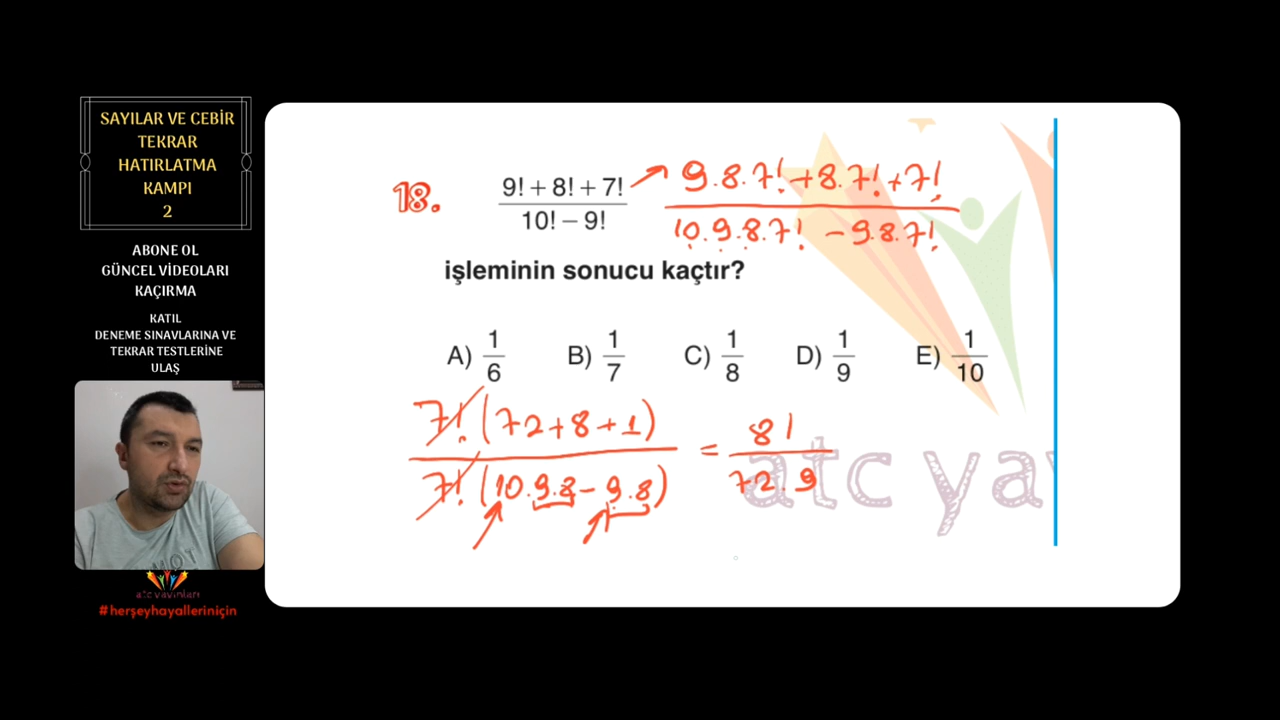 SAYILAR VE CEBİR
TEKRAR
HATIRLATMA
KAMPI
2
ABONE OL
GÜNCEL VİDEOLARI
KAÇIRMA
KATIL
DENEME SINAVLARINA VE
TEKRAR TESTLERİNE
ULAŞ
atc yayınları
#herşeyhayalleriniçin
18. (9! + 8! + 7!) / (10! − 9!) → (9.8.7! + 8.7! + 7!) / (10.9.8.7! − 9.8.7!)
işleminin sonucu kaçtır?
A) 1/6 B) 1/7 C) 1/8 D) 1/9 E) 1/10
7!(72+8+1) / 7!(10.9.8 − 9.8) = 81 / 72.9
atc yay